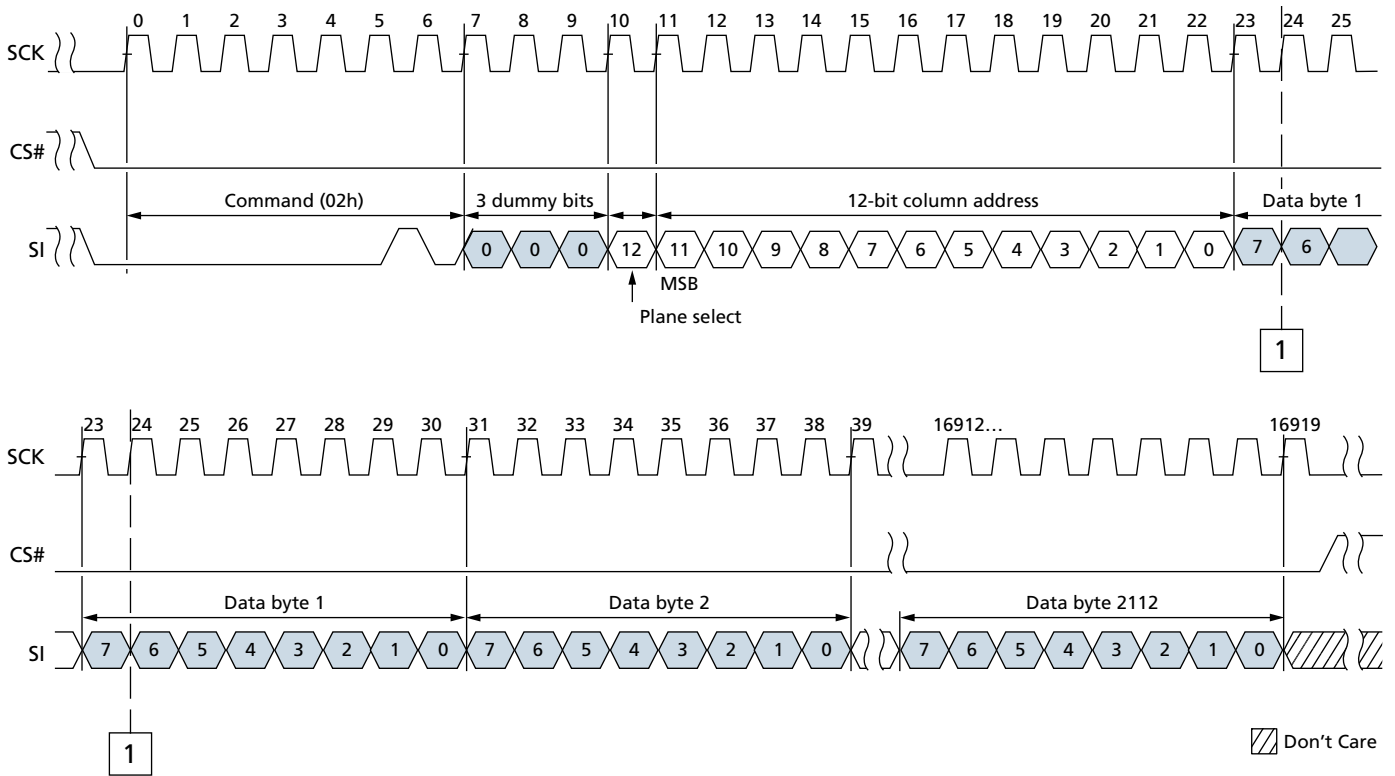 0 1 2 3 4 5 6 7 8 9 10 11 12 13 14 15 16 17 18 19 20 21 22 23 24 25
SCK
CS#
Command (02h) 3 dummy bits 12-bit column address Data byte 1
SI 0 0 0 12 11 10 9 8 7 6 5 4 3 2 1 0 7 6
MSB
Plane select
1
23 24 25 26 27 28 29 30 31 32 33 34 35 36 37 38 39 16912... 16919
SCK
CS#
Data byte 1 Data byte 2 Data byte 2112
SI 7 6 5 4 3 2 1 0 7 6 5 4 3 2 1 0 7 6 5 4 3 2 1 0
1
Don't Care